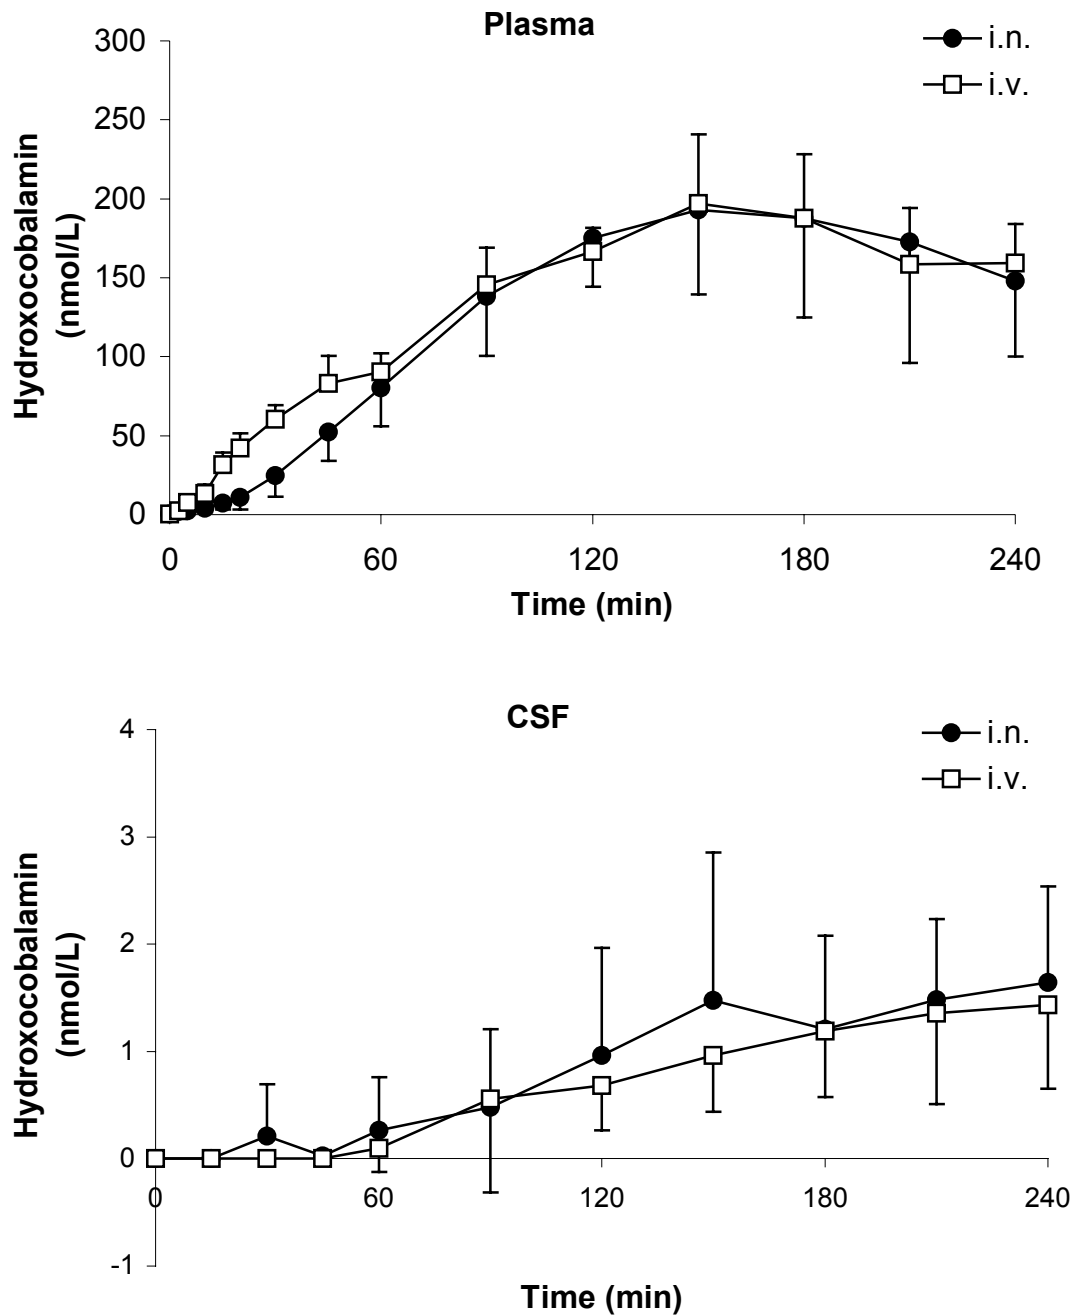 Plasma
i.n.
i.v.
Hydroxocobalamin
(nmol/L)
300
250
200
150
100
50
0
0 60 120 180 240
Time (min)
CSF
i.n.
i.v.
Hydroxocobalamin
(nmol/L)
4
3
2
1
0
-1
0 60 120 180 240
Time (min)